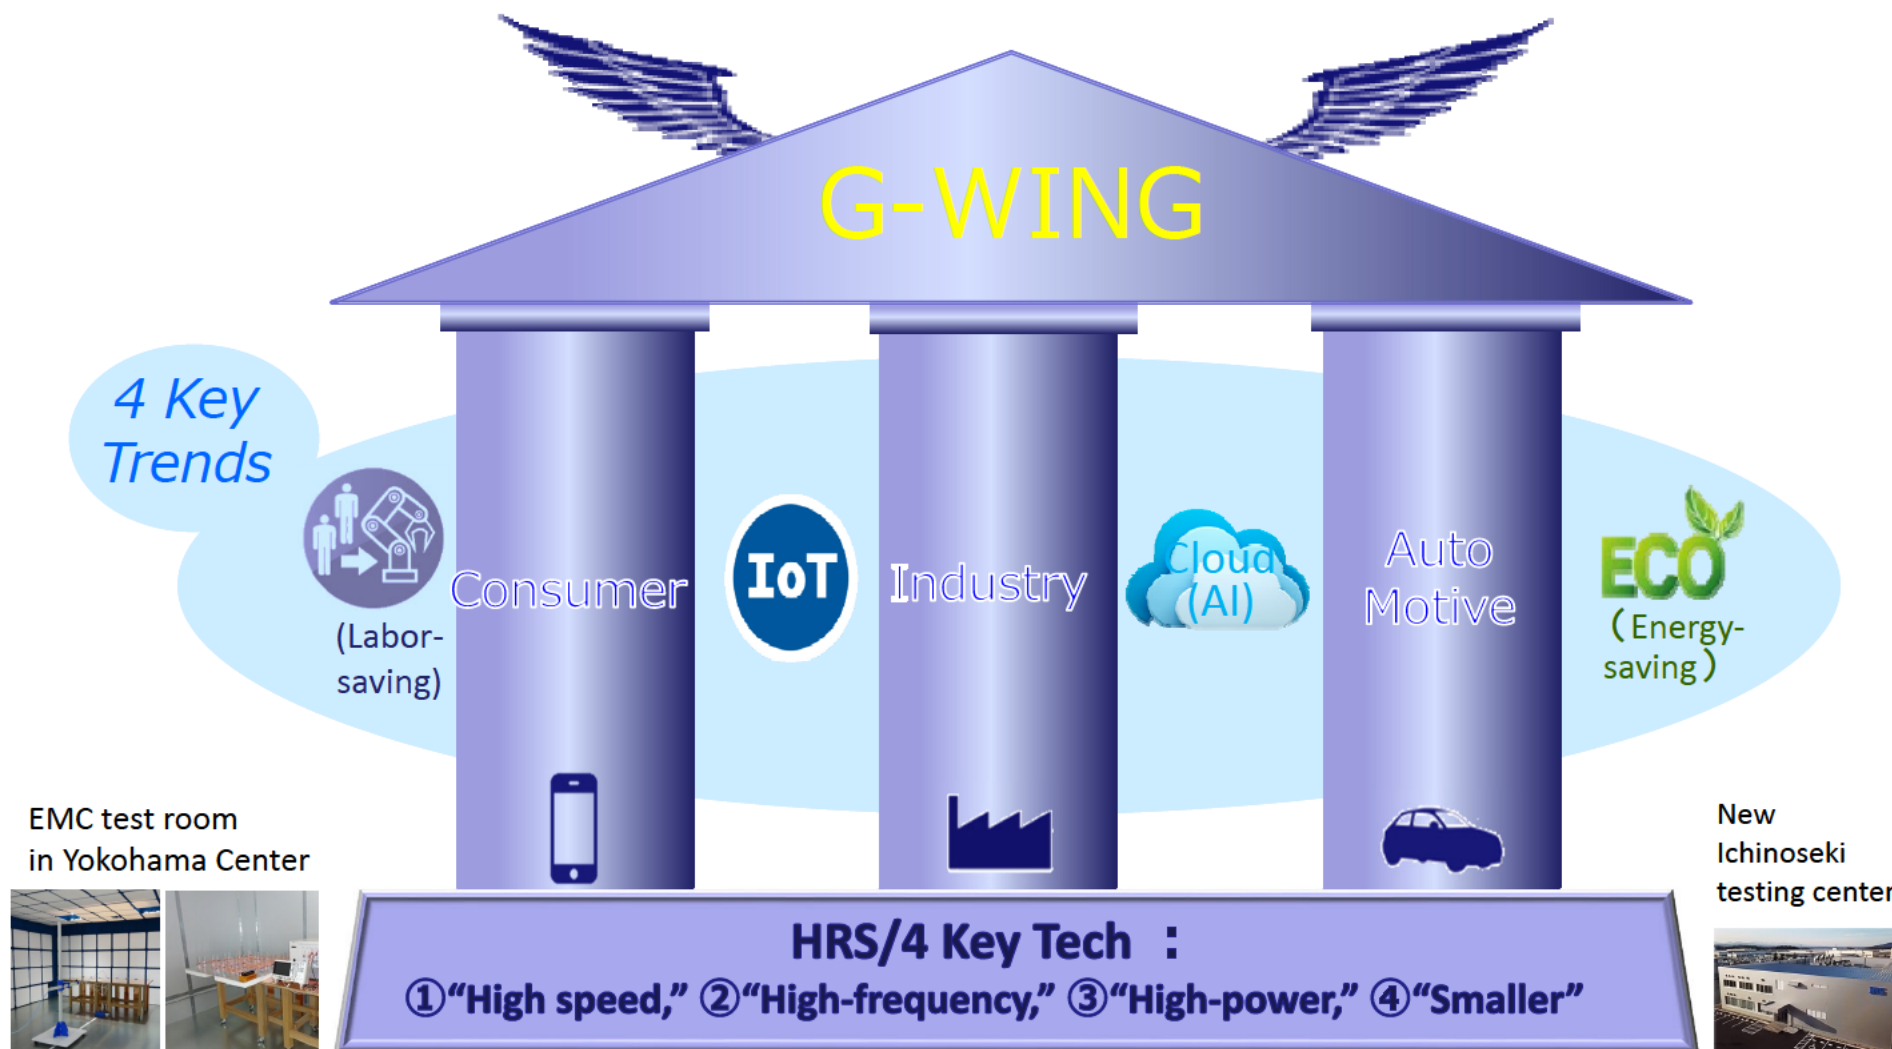 G-WING
4 Key
Trends
(Labor-
saving)
Consumer
IoT
Industry
Cloud
(AI)
Auto
Motive
ECO
（Energy-
saving）
EMC test room
in Yokohama Center
New
Ichinoseki
testing center
HRS/4 Key Tech ：
①“High speed,” ②“High-frequency,” ③“High-power,” ④“Smaller”